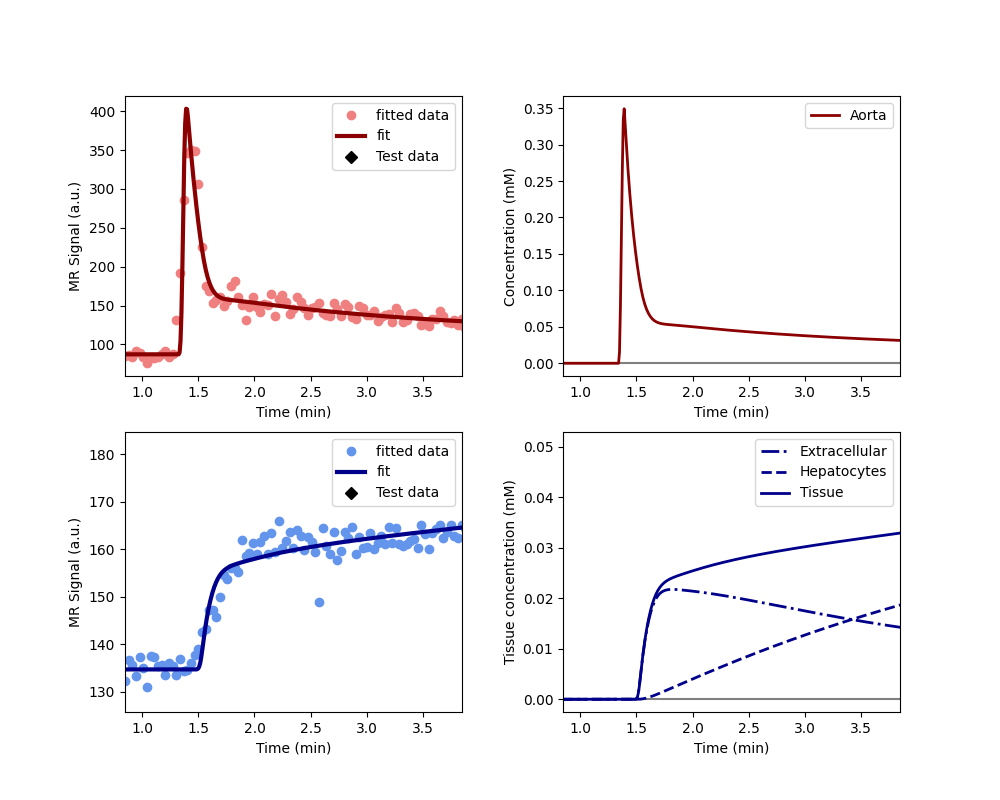 400
350
300
250
200
150
100
MR Signal (a.u.)
1.0 1.5 2.0 2.5 3.0 3.5
Time (min)
fitted data
fit
Test data
0.35
0.30
0.25
0.20
0.15
0.10
0.05
0.00
Concentration (mM)
1.0 1.5 2.0 2.5 3.0 3.5
Time (min)
Aorta
180
170
160
150
140
130
MR Signal (a.u.)
1.0 1.5 2.0 2.5 3.0 3.5
Time (min)
fitted data
fit
Test data
0.05
0.04
0.03
0.02
0.01
0.00
Tissue concentration (mM)
1.0 1.5 2.0 2.5 3.0 3.5
Time (min)
Extracellular
Hepatocytes
Tissue